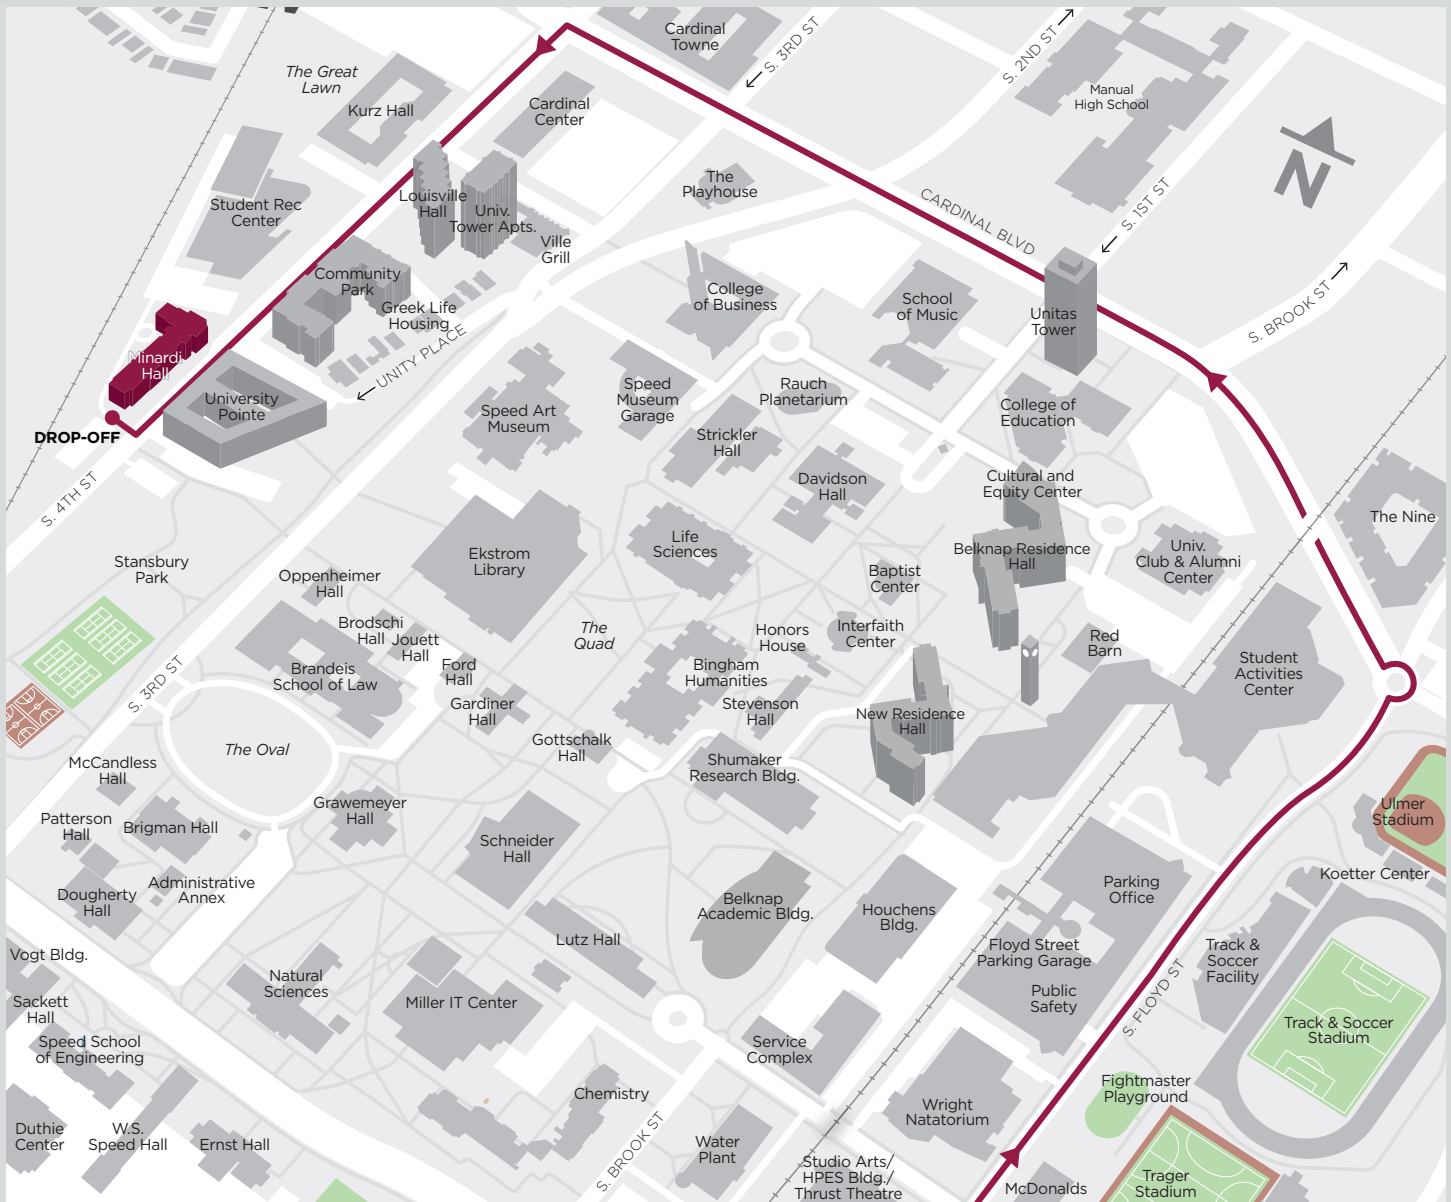 Cardinal
Towne
S. 3RD ST
S. 2ND ST
The Great
Lawn
Kurz Hall
Cardinal
Center
Manual
High School
N
The
Playhouse
Louisville
Hall
Univ.
Tower Apts.
Student Rec
Center
Ville
Grill
CARDINAL BLVD
S. 1ST ST
Community
Park
Greek Life
Housing
College
of Business
School
of Music
Unitas
Tower
S. BROOK ST
Minardi
Hall
UNITY PLACE
University
Pointe
DROP-OFF
Speed Art
Museum
Speed
Museum
Garage
Rauch
Planetarium
Strickler
Hall
College of
Education
S. 4TH ST
Davidson
Hall
Cultural and
Equity Center
The Nine
Stansbury
Park
Oppenheimer
Hall
Ekstrom
Library
Life
Sciences
Baptist
Center
Belknap Residence
Hall
Univ.
Club & Alumni
Center
Brodschi
Hall
Jouett
Hall
The
Quad
Honors
House
Interfaith
Center
Red
Barn
Brandeis
School of Law
Ford
Hall
Bingham
Humanities
Student
Activities
Center
S. 3RD ST
Gardiner
Hall
Stevenson
Hall
New Residence
Hall
The Oval
Gottschalk
Hall
McCandless
Hall
Shumaker
Research Bldg.
Grawemeyer
Hall
Ulmer
Stadium
Patterson
Hall
Brigman Hall
Schneider
Hall
Koetter Center
Administrative
Annex
Dougherty
Hall
Parking
Office
Belknap
Academic Bldg.
Houchens
Bldg.
Lutz Hall
Vogt Bldg.
Floyd Street
Parking Garage
Track &
Soccer
Facility
Natural
Sciences
Miller IT Center
Public
Safety
S. FLOYD ST
Sackett
Hall
Track & Soccer
Stadium
Speed School
of Engineering
Service
Complex
Chemistry
Fightmaster
Playground
Wright
Natatorium
Duthie
Center
W.S.
Speed Hall
Ernst Hall
S. BROOK ST
Water
Plant
Studio Arts/
HPES Bldg./
Thrust Theatre
McDonalds
Trager
Stadium